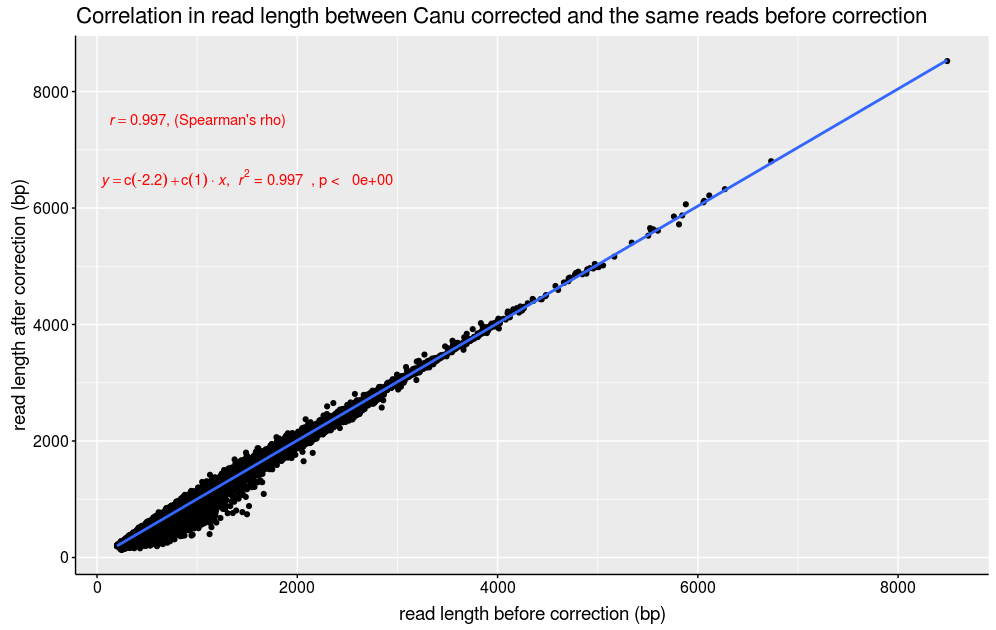 Correlation in read length between Canu corrected and the same reads before correction
read length after correction (bp)
8000
6000
4000
2000
0
r = 0.997, (Spearman's rho)
y = c(-2.2) + c(1) · x, r² = 0.997 , p < 0e+00
0 2000 4000 6000 8000
read length before correction (bp)